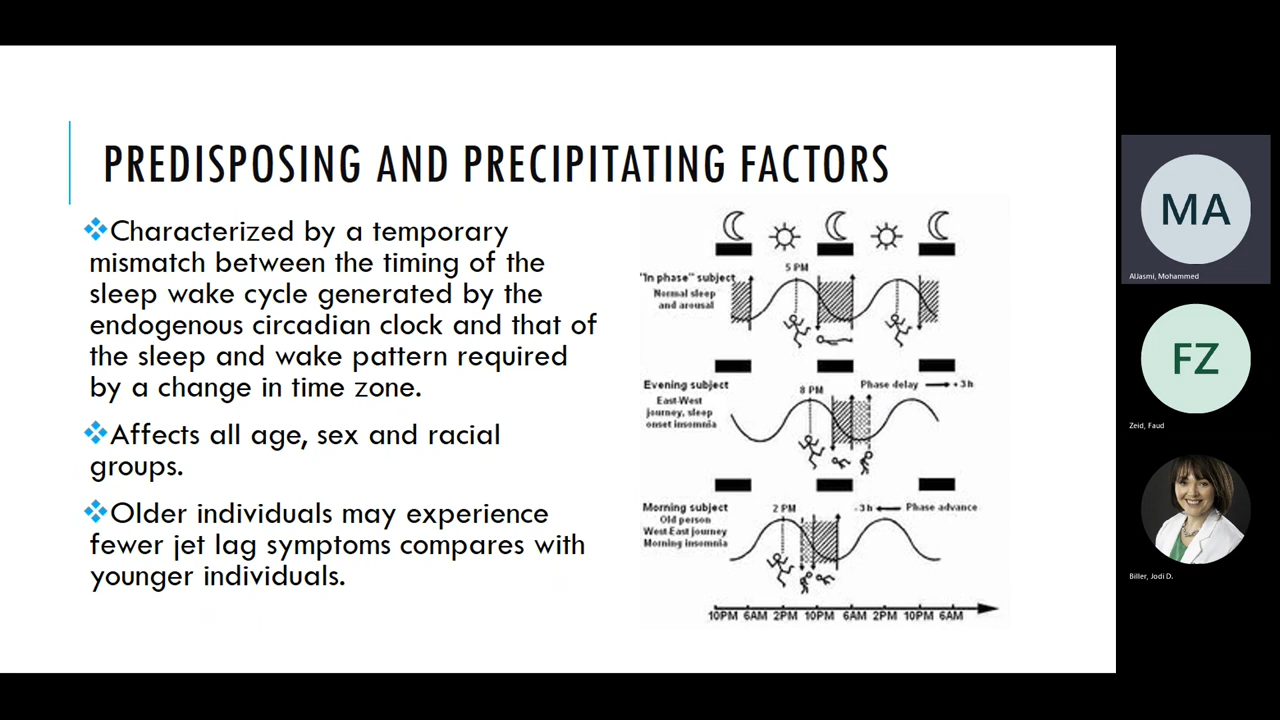 PREDISPOSING AND PRECIPITATING FACTORS
Characterized by a temporary
mismatch between the timing of the
sleep wake cycle generated by the
endogenous circadian clock and that of
the sleep and wake pattern required
by a change in time zone.
Affects all age, sex and racial
groups.
Older individuals may experience
fewer jet lag symptoms compares with
younger individuals.
5 PM
"In phase" subject
Normal sleep
and arousal
Evening subject
East-West
journey, sleep
onset insomnia
8 PM
Phase delay
+ 3h
Morning subject
Old person
West East journey
Morning insomnia
2 PM
- 3h
Phase advance
10PM 6AM 2PM 10PM 6AM 2PM 10PM 6AM
MA
AlJasmi, Mohammed
FZ
Zeid, Faud
Biller, Jodi D.